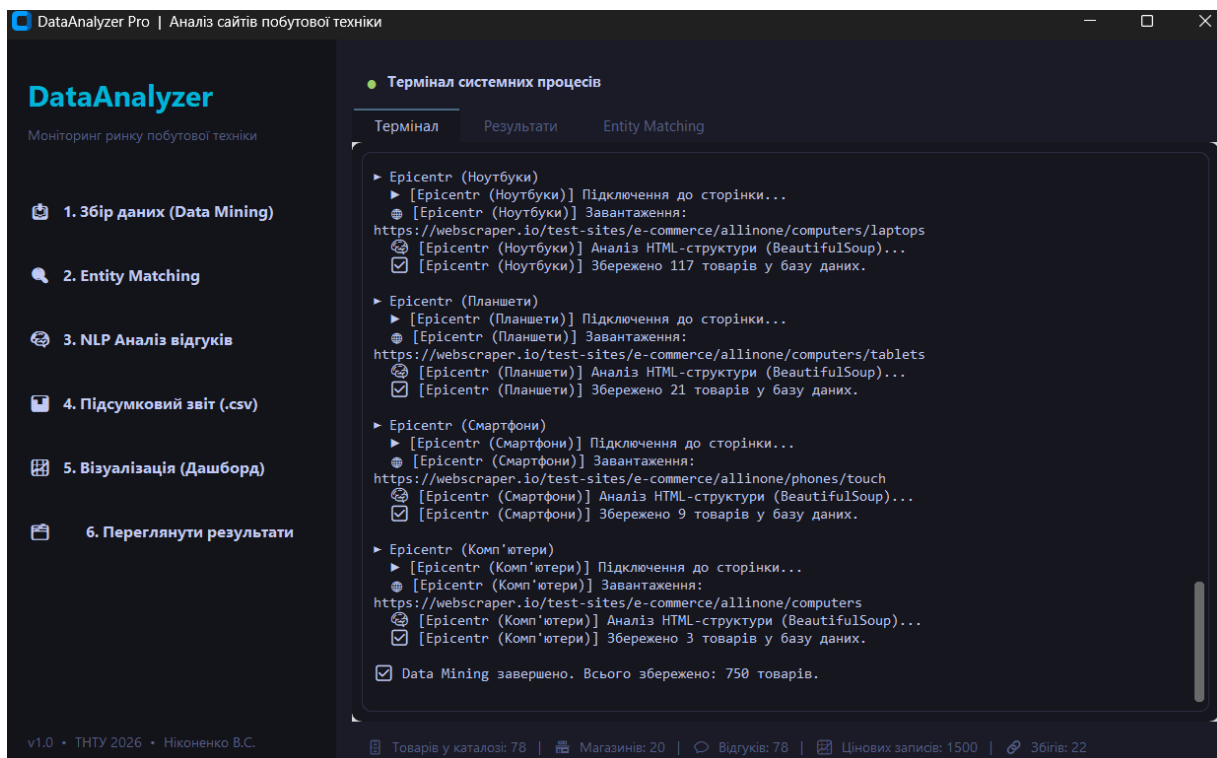 DataAnalyzer Pro | Аналіз сайтів побутової техніки
DataAnalyzer
Моніторинг ринку побутової техніки
1. Збір даних (Data Mining)
2. Entity Matching
3. NLP Аналіз відгуків
4. Підсумковий звіт (.csv)
5. Візуалізація (Дашборд)
6. Переглянути результати
v1.0 • ТНТУ 2026 • Ніконенко В.С.
Термінал системних процесів
Термінал Результати Entity Matching
► Epicentr (Ноутбуки)
► [Epicentr (Ноутбуки)] Підключення до сторінки...
[Epicentr (Ноутбуки)] Завантаження:
https://webscraper.io/test-sites/e-commerce/allinone/computers/laptops
[Epicentr (Ноутбуки)] Аналіз HTML-структури (BeautifulSoup)...
[Epicentr (Ноутбуки)] Збережено 117 товарів у базу даних.
► Epicentr (Планшети)
► [Epicentr (Планшети)] Підключення до сторінки...
[Epicentr (Планшети)] Завантаження:
https://webscraper.io/test-sites/e-commerce/allinone/computers/tablets
[Epicentr (Планшети)] Аналіз HTML-структури (BeautifulSoup)...
[Epicentr (Планшети)] Збережено 21 товарів у базу даних.
► Epicentr (Смартфони)
► [Epicentr (Смартфони)] Підключення до сторінки...
[Epicentr (Смартфони)] Завантаження:
https://webscraper.io/test-sites/e-commerce/allinone/phones/touch
[Epicentr (Смартфони)] Аналіз HTML-структури (BeautifulSoup)...
[Epicentr (Смартфони)] Збережено 9 товарів у базу даних.
► Epicentr (Комп'ютери)
► [Epicentr (Комп'ютери)] Підключення до сторінки...
[Epicentr (Комп'ютери)] Завантаження:
https://webscraper.io/test-sites/e-commerce/allinone/computers
[Epicentr (Комп'ютери)] Аналіз HTML-структури (BeautifulSoup)...
[Epicentr (Комп'ютери)] Збережено 3 товарів у базу даних.
Data Mining завершено. Всього збережено: 750 товарів.
Товарів у каталозі: 78 | Магазинів: 20 | Відгуків: 78 | Цінових записів: 1500 | Збігів: 22